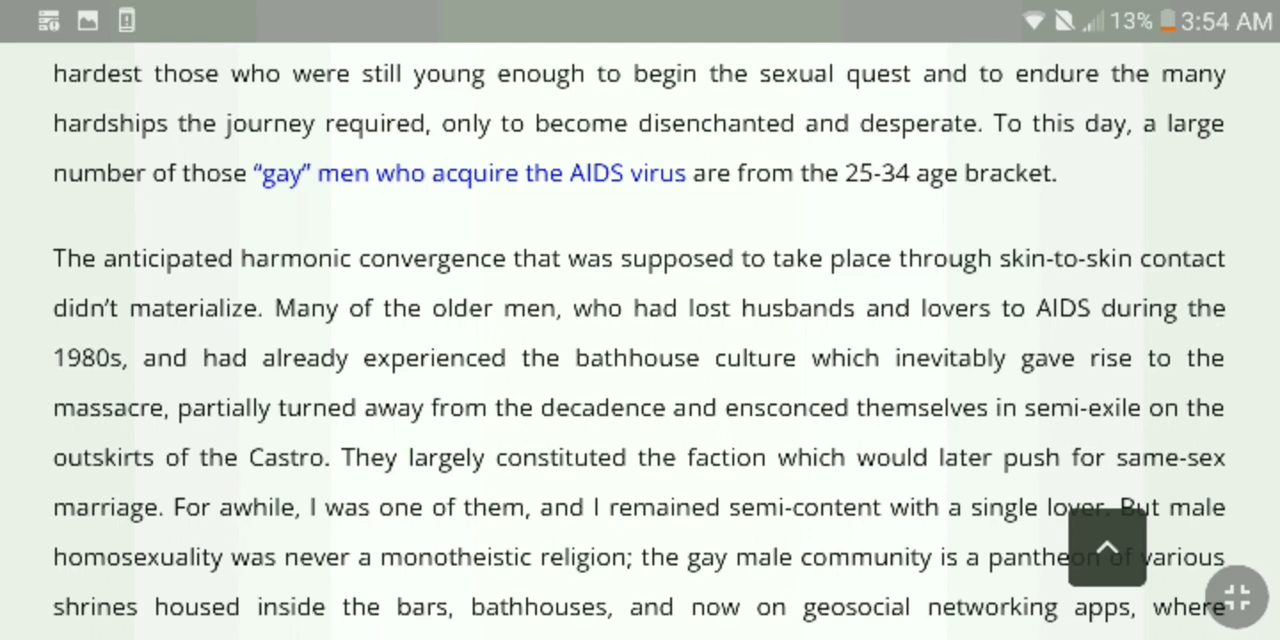 13% 3:54 AM
hardest those who were still young enough to begin the sexual quest and to endure the many
hardships the journey required, only to become disenchanted and desperate. To this day, a large
number of those “gay” men who acquire the AIDS virus are from the 25-34 age bracket.
The anticipated harmonic convergence that was supposed to take place through skin-to-skin contact
didn’t materialize. Many of the older men, who had lost husbands and lovers to AIDS during the
1980s, and had already experienced the bathhouse culture which inevitably gave rise to the
massacre, partially turned away from the decadence and ensconced themselves in semi-exile on the
outskirts of the Castro. They largely constituted the faction which would later push for same-sex
marriage. For awhile, I was one of them, and I remained semi-content with a single lover. But male
homosexuality was never a monotheistic religion; the gay male community is a pantheon of various
shrines housed inside the bars, bathhouses, and now on geosocial networking apps, where